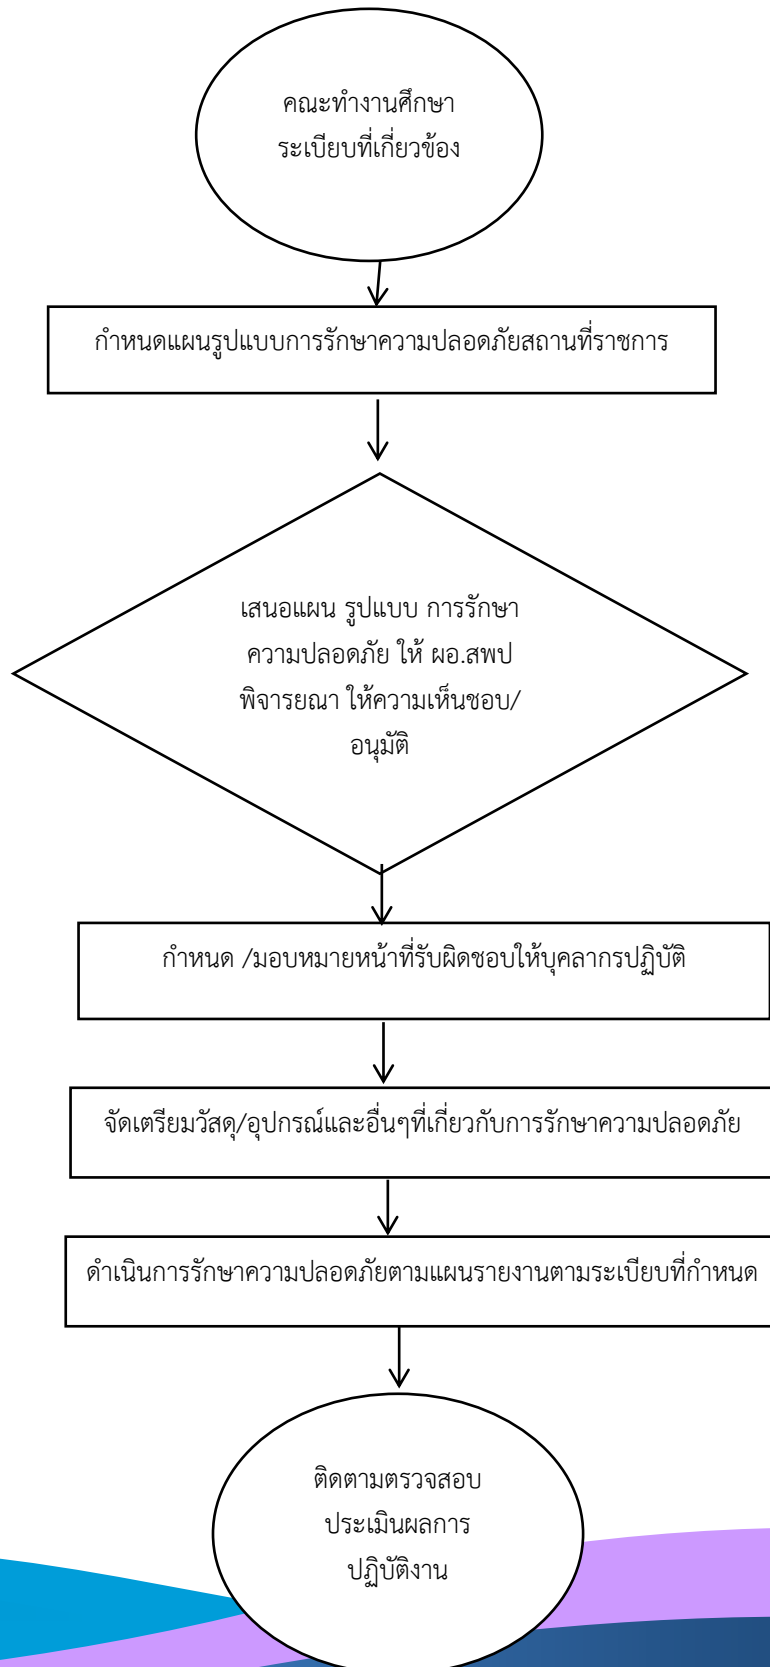 คณะทำงานศึกษา
ระเบียบที่เกี่ยวข้อง
กำหนดแผนรูปแบบการรักษาความปลอดภัยสถานที่ราชการ
เสนอแผน รูปแบบ การรักษา
ความปลอดภัย ให้ ผอ.สพป
พิจารยณา ให้ความเห็นชอบ/
อนุมัติ
กำหนด /มอบหมายหน้าที่รับผิดชอบให้บุคลากรปฏิบัติ
จัดเตรียมวัสดุ/อุปกรณ์และอื่นๆที่เกี่ยวกับการรักษาความปลอดภัย
ดำเนินการรักษาความปลอดภัยตามแผนรายงานตามระเบียบที่กำหนด
ติดตามตรวจสอบ
ประเมินผลการ
ปฏิบัติงาน